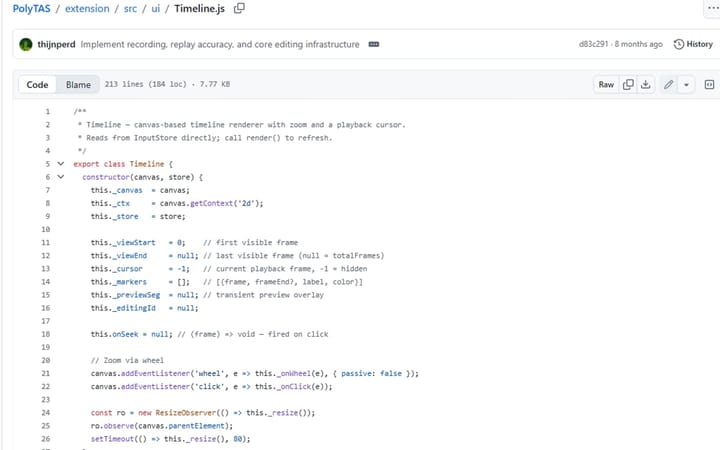 PolyTAS / extension / src / ui / Timeline.js
thijnperd Implement recording, replay accuracy, and core editing infrastructure d83c291 · 8 months ago History
Code Blame 213 lines (184 loc) · 7.77 KB Raw
1 /**
2 * Timeline — canvas-based timeline renderer with zoom and a playback cursor.
3 * Reads from InputStore directly; call render() to refresh.
4 */
5 export class Timeline {
6 constructor(canvas, store) {
7 this._canvas = canvas;
8 this._ctx = canvas.getContext('2d');
9 this._store = store;
10
11 this._viewStart = 0; // first visible frame
12 this._viewEnd = null; // last visible frame (null = totalFrames)
13 this._cursor = -1; // current playback frame, -1 = hidden
14 this._markers = []; // [{frame, frameEnd?, label, color}]
15 this._previewSeg = null; // transient preview overlay
16 this._editingId = null;
17
18 this.onSeek = null; // (frame) => void — fired on click
19
20 // Zoom via wheel
21 canvas.addEventListener('wheel', e => this._onWheel(e), { passive: false });
22 canvas.addEventListener('click', e => this._onClick(e));
23
24 const ro = new ResizeObserver(() => this._resize());
25 ro.observe(canvas.parentElement);
26 setTimeout(() => this._resize(), 80);